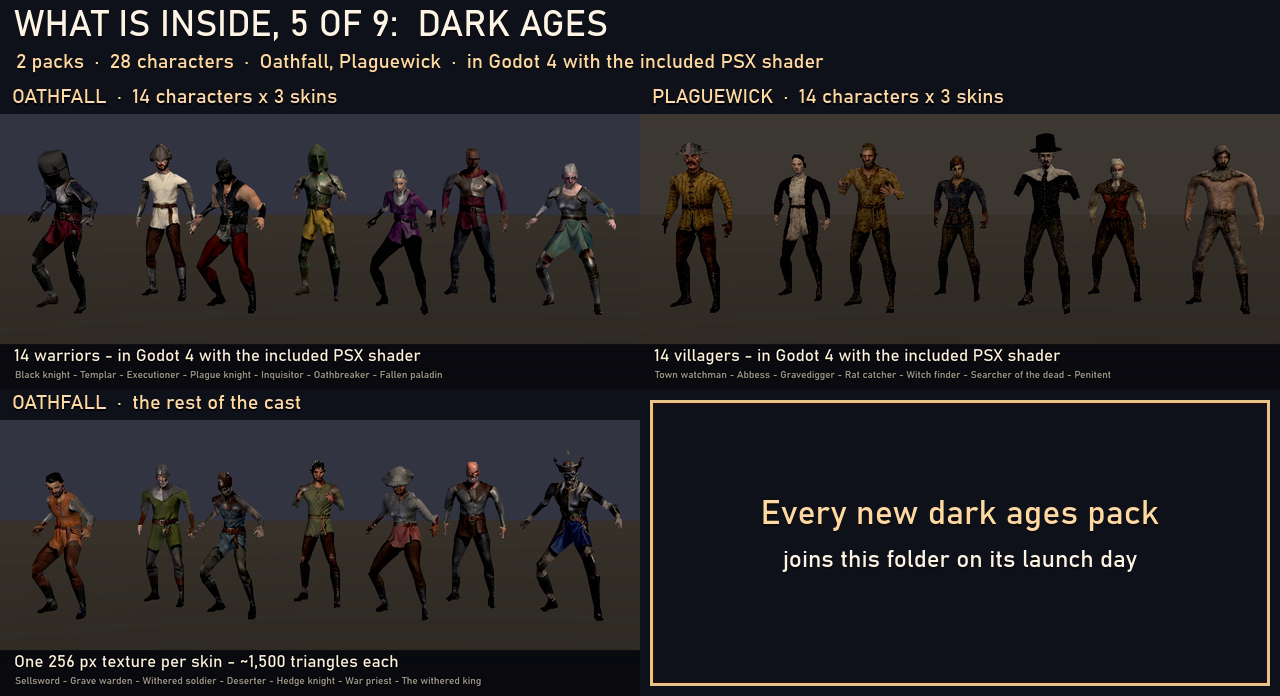 WHAT IS INSIDE, 5 OF 9: DARK AGES
2 packs · 28 characters · Oathfall, Plaguewick · in Godot 4 with the included PSX shader
OATHFALL · 14 characters x 3 skins
PLAGUEWICK · 14 characters x 3 skins
14 warriors - in Godot 4 with the included PSX shader
Black knight - Templar - Executioner - Plague knight - Inquisitor - Oathbreaker - Fallen paladin
14 villagers - in Godot 4 with the included PSX shader
Town watchman - Abbess - Gravedigger - Rat catcher - Witch finder - Searcher of the dead - Penitent
OATHFALL · the rest of the cast
One 256 px texture per skin - ~1,500 triangles each
Sellsword - Grave warden - Withered soldier - Deserter - Hedge knight - War priest - The withered king
Every new dark ages pack
joins this folder on its launch day